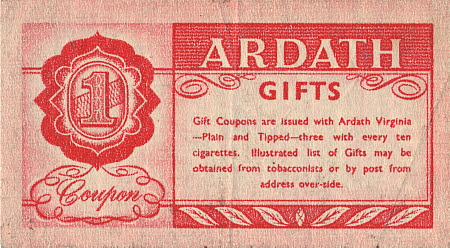 ARDATH
GIFTS
1
Coupon
Gift Coupons are issued with Ardath Virginia
—Plain and Tipped—three with every ten
cigarettes. Illustrated list of Gifts may be
obtained from tobacconists or by post from
address over-side.